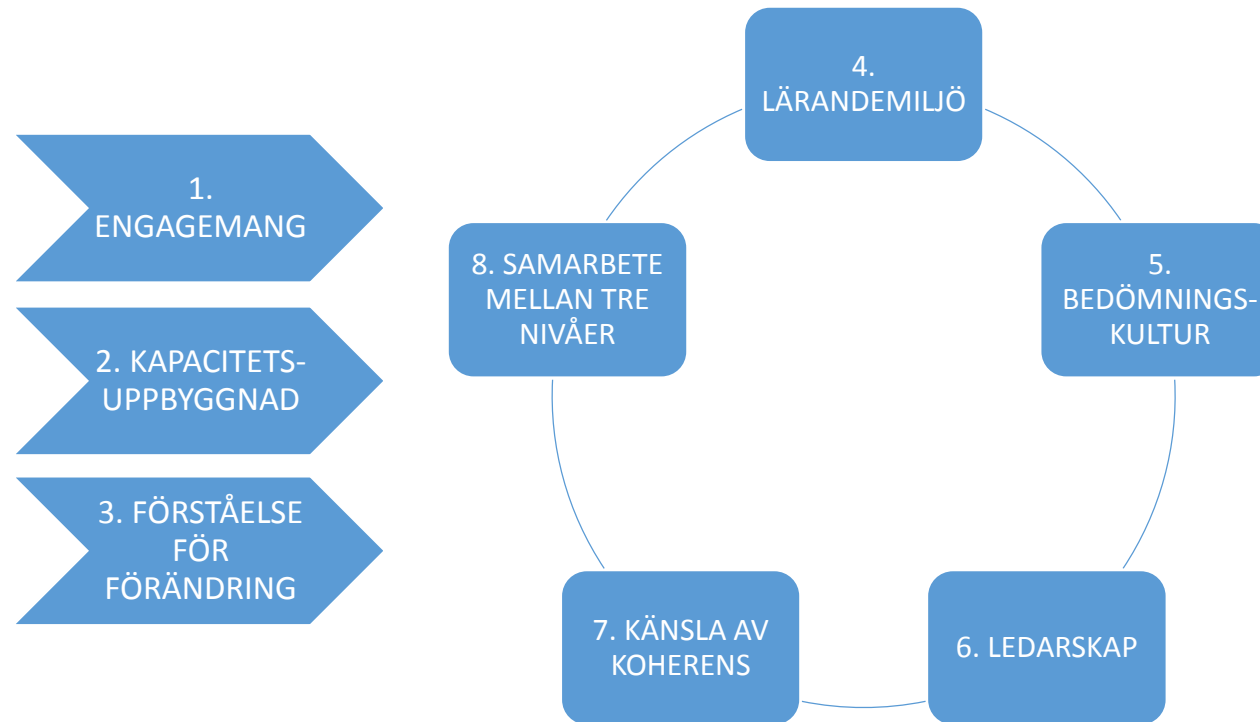 1.
ENGAGEMANG
2. KAPACITETS-
UPPBYGGNAD
3. FÖRSTÅELSE
FÖR
FÖRÄNDRING
4.
LÄRANDEMILJÖ
5.
BEDÖMNINGS-
KULTUR
6. LEDARSKAP
7. KÄNSLA AV
KOHERENS
8. SAMARBETE
MELLAN TRE
NIVÅER